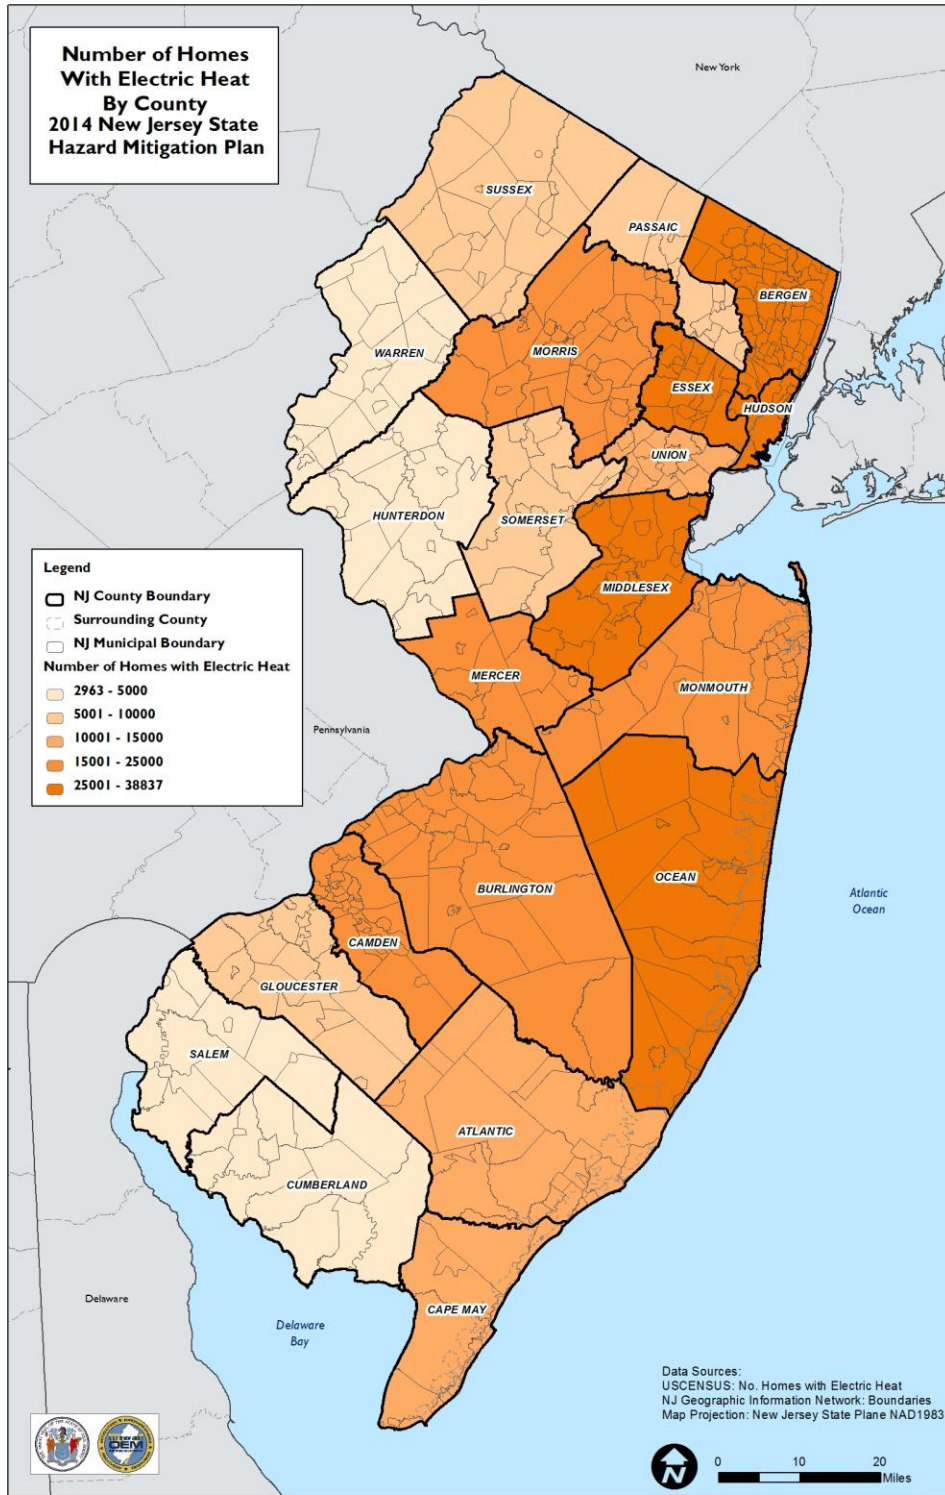 Number of Homes
With Electric Heat
By County
2014 New Jersey State
Hazard Mitigation Plan
New York
SUSSEX
PASSAIC
BERGEN
WARREN
MORRIS
ESSEX
HUDSON
UNION
HUNTERDON
SOMERSET
MIDDLESEX
MERCER
MONMOUTH
Pennsylvania
Legend
NJ County Boundary
Surrounding County
NJ Municipal Boundary
Number of Homes with Electric Heat
2963 - 5000
5001 - 10000
10001 - 15000
15001 - 25000
25001 - 38837
OCEAN
BURLINGTON
Atlantic
Ocean
CAMDEN
GLOUCESTER
SALEM
ATLANTIC
CUMBERLAND
CAPE MAY
Delaware
Delaware
Bay
Data Sources:
USCENSUS: No. Homes with Electric Heat
NJ Geographic Information Network: Boundaries
Map Projection: New Jersey State Plane NAD1983
OEM
N
0 10 20
Miles